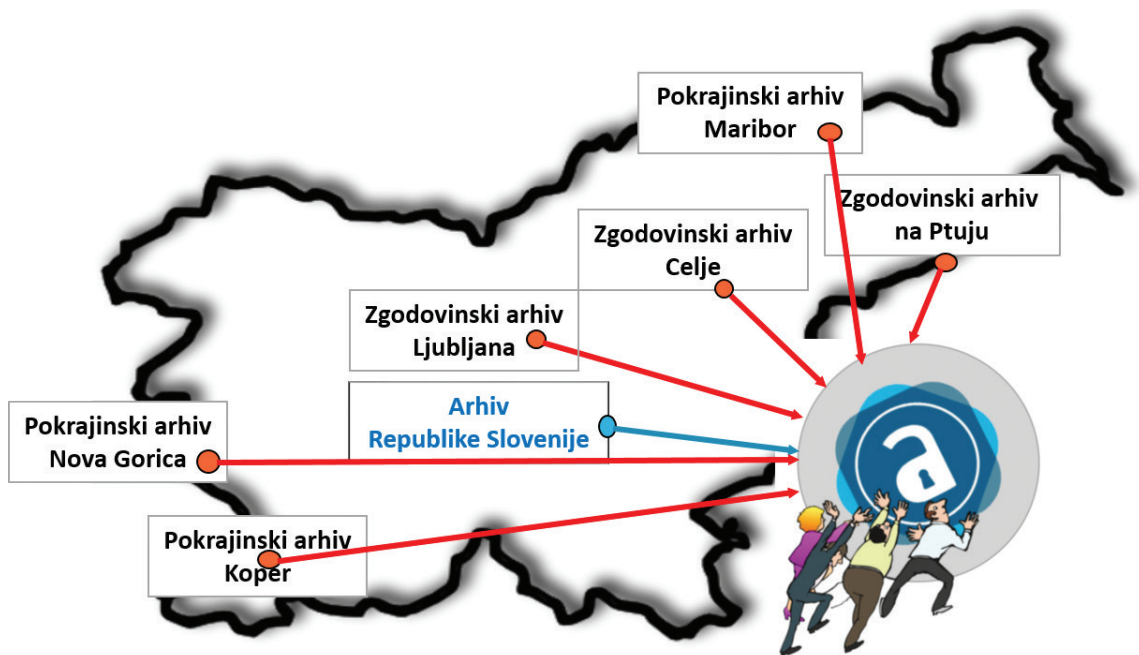 Pokrajinski arhiv
Maribor
Zgodovinski arhiv
na Ptuju
Zgodovinski arhiv
Celje
Zgodovinski arhiv
Ljubljana
Arhiv
Republike Slovenije
Pokrajinski arhiv
Nova Gorica
Pokrajinski arhiv
Koper
a